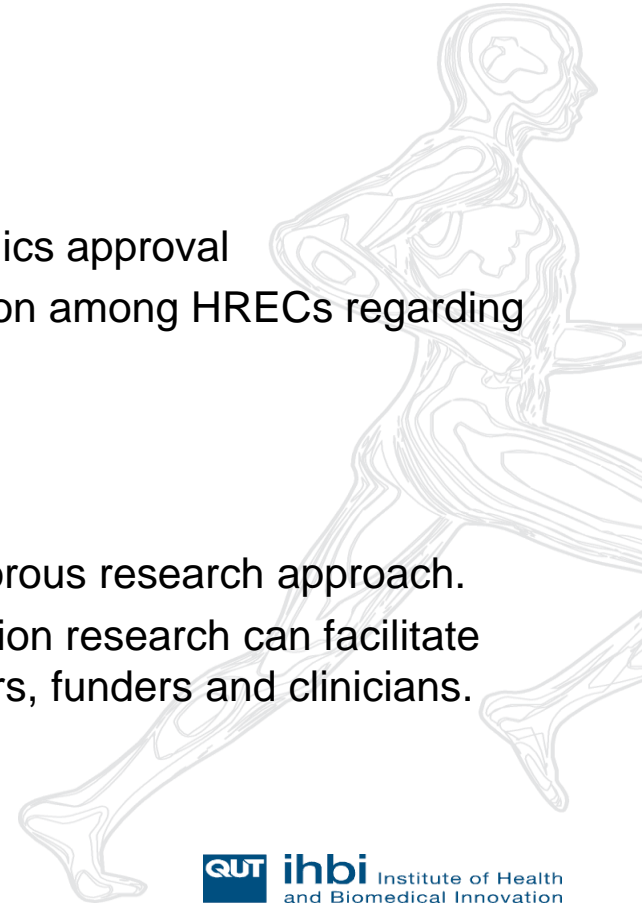 ics approval
on among HRECs regarding
orous research approach.
ion research can facilitate
rs, funders and clinicians.
QUT ihbi Institute of Health
and Biomedical Innovation